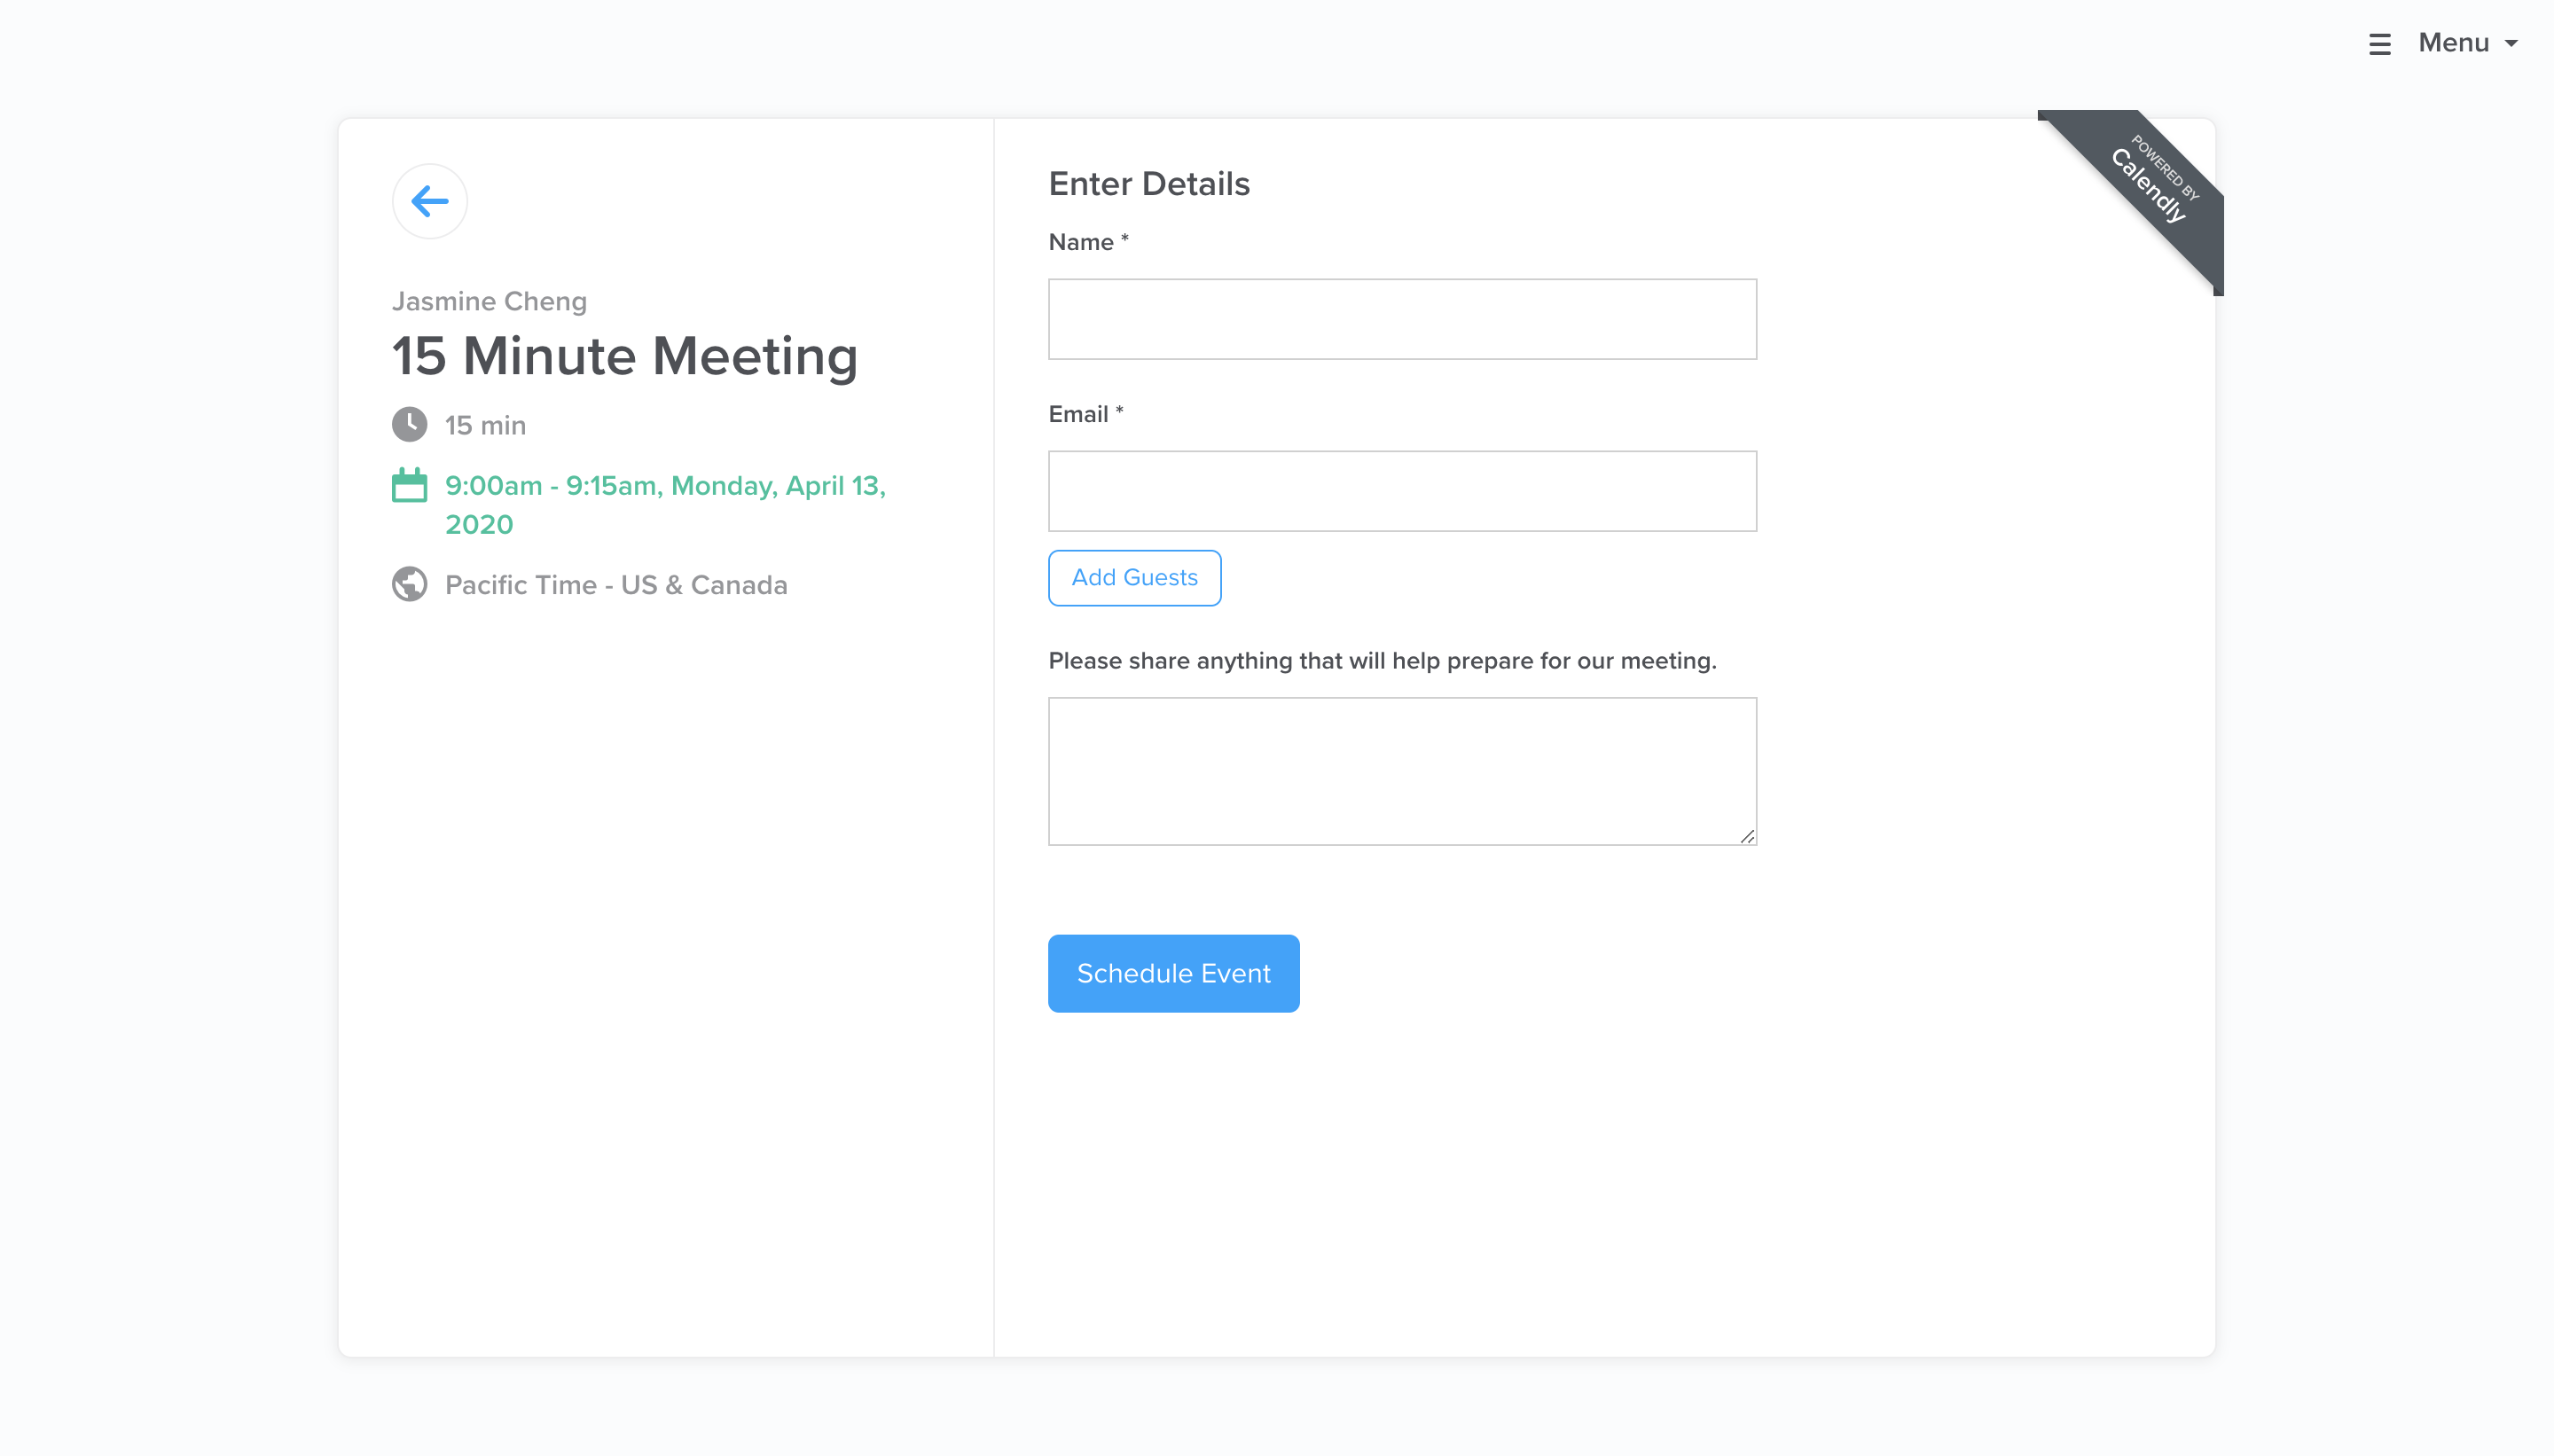 Menu
Jasmine Cheng
15 Minute Meeting
15 min
9:00am - 9:15am, Monday, April 13,
2020
Pacific Time - US & Canada
Enter Details
Name *
Email *
Add Guests
Please share anything that will help prepare for our meeting.
Schedule Event
POWERED BY
Calendly